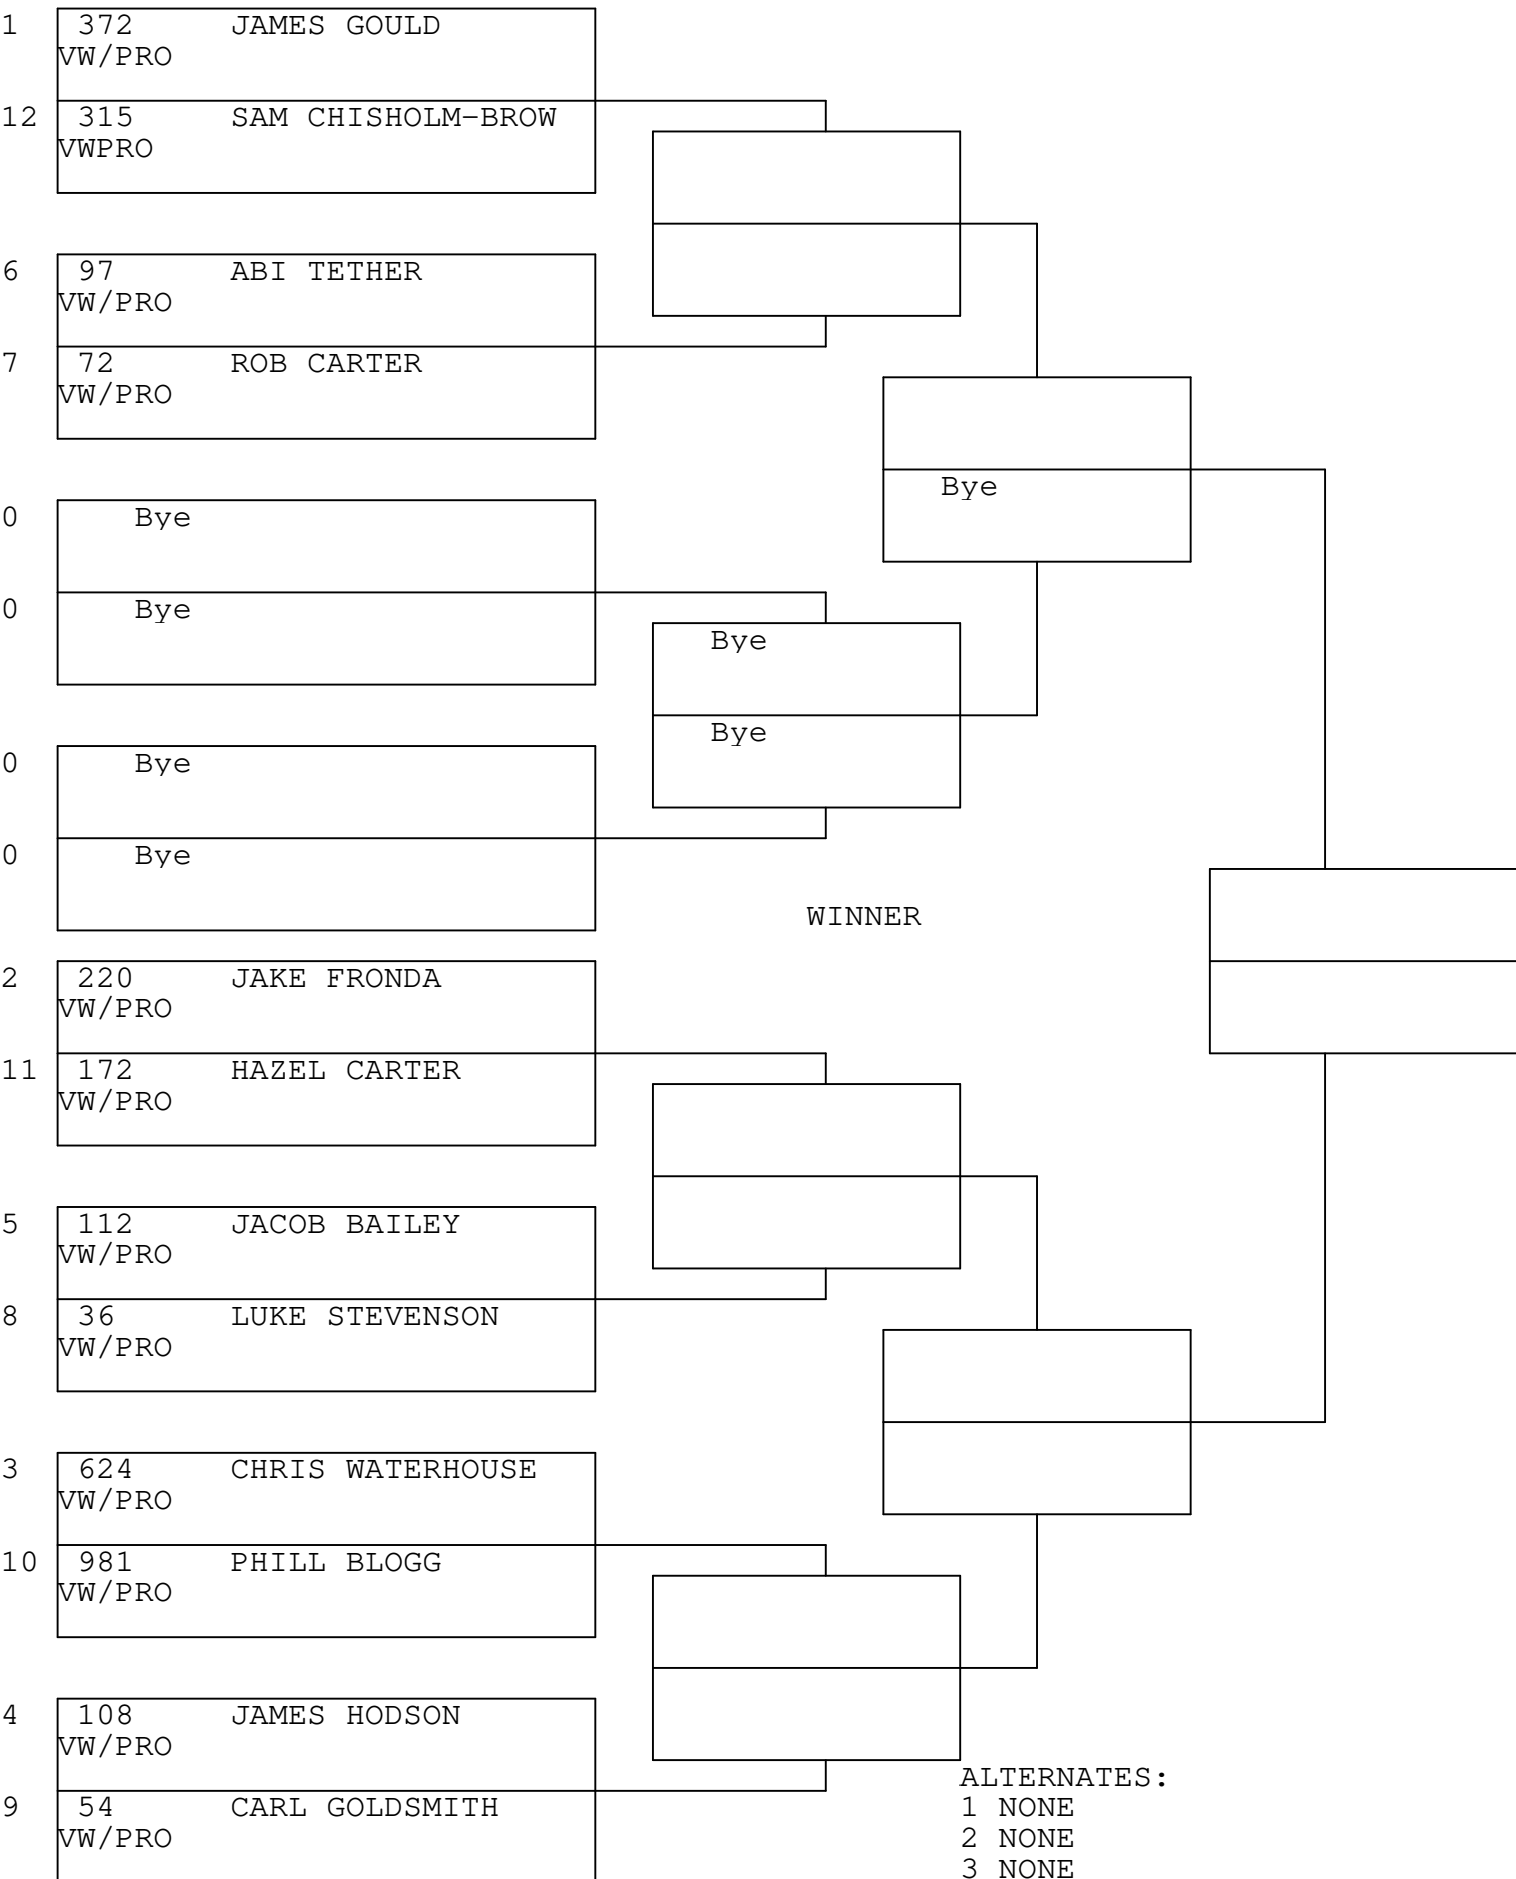 1 372 JAMES GOULD
VW/PRO
12 315 SAM CHISHOLM-BROW
VWPRO
6 97 ABI TETHER
VW/PRO
7 72 ROB CARTER
VW/PRO
Bye
0 Bye
0 Bye
Bye
Bye
0 Bye
0 Bye
WINNER
2 220 JAKE FRONDA
VW/PRO
11 172 HAZEL CARTER
VW/PRO
5 112 JACOB BAILEY
VW/PRO
8 36 LUKE STEVENSON
VW/PRO
3 624 CHRIS WATERHOUSE
VW/PRO
10 981 PHILL BLOGG
VW/PRO
4 108 JAMES HODSON
VW/PRO
9 54 CARL GOLDSMITH
VW/PRO
ALTERNATES:
1 NONE
2 NONE
3 NONE